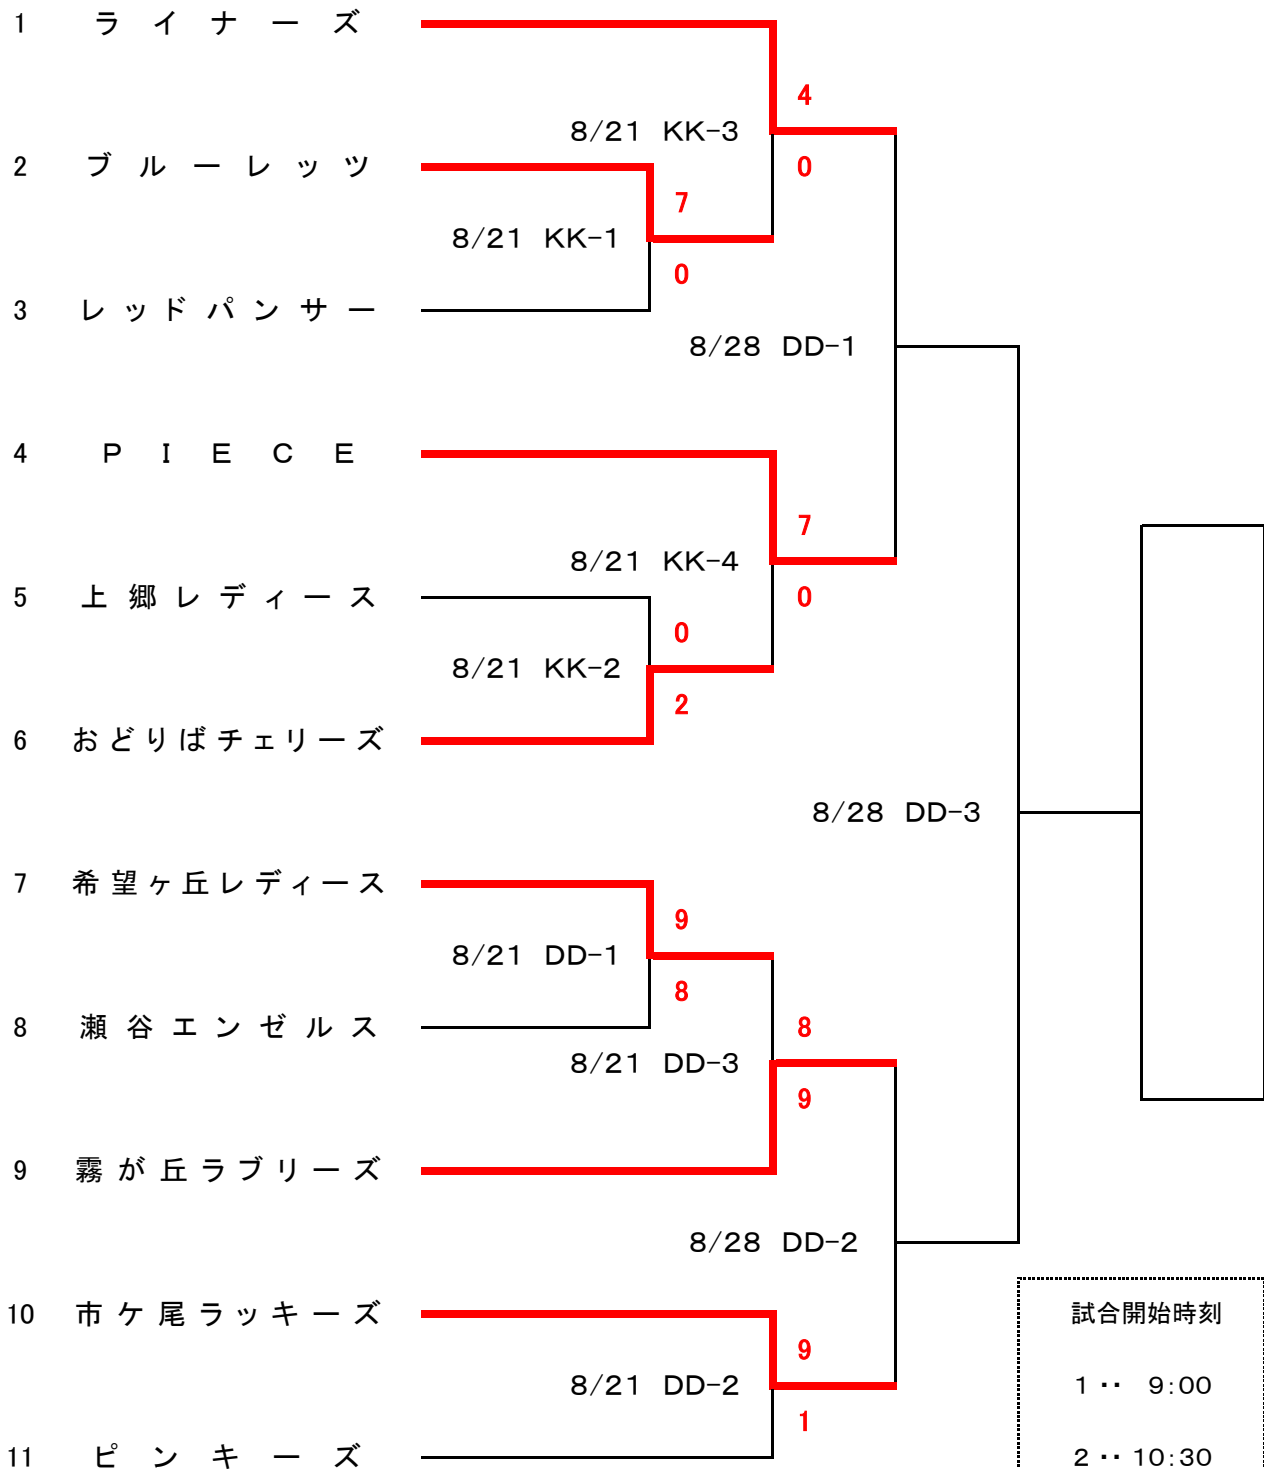 1 ライナーズ
4
8/21 KK-3
2 ブルーレッツ
0
7
8/21 KK-1
0
3 レッドパンサー
8/28 DD-1
4 PIECE
7
8/21 KK-4
5 上郷レディース
0
0
8/21 KK-2
2
6 おどりばチェリーズ
8/28 DD-3
7 希望ヶ丘レディース
9
8/21 DD-1
8
8 瀬谷エンゼルス
8
8/21 DD-3
9
9 霧が丘ラブリーズ
8/28 DD-2
10 市ケ尾ラッキーズ
試合開始時刻
9
8/21 DD-2
1 ‥ 9:00
1
11 ピンキーズ
2 ‥ 10:30